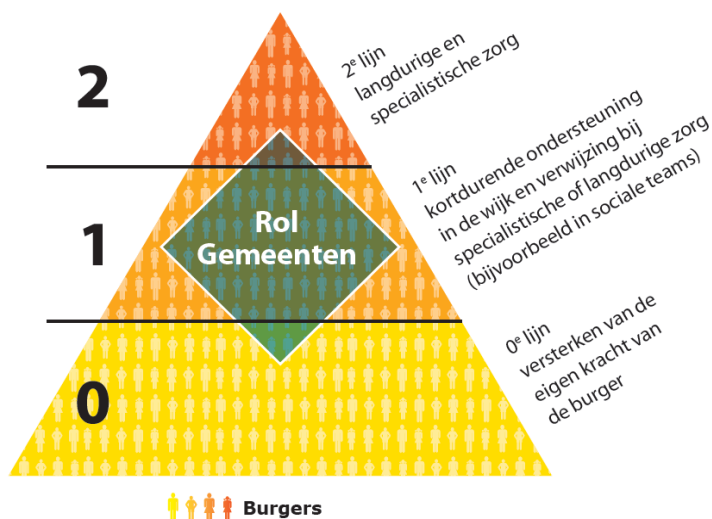 2
2e lijn
langdurige en
specialistische zorg
1
Rol
Gemeenten
1e lijn
kortdurende ondersteuning
in de wijk en verwijzing bij
specialistische of langdurige zorg
(bijvoorbeeld in sociale teams)
0
0e lijn
versterken van de
eigen kracht van
de burger
Burgers